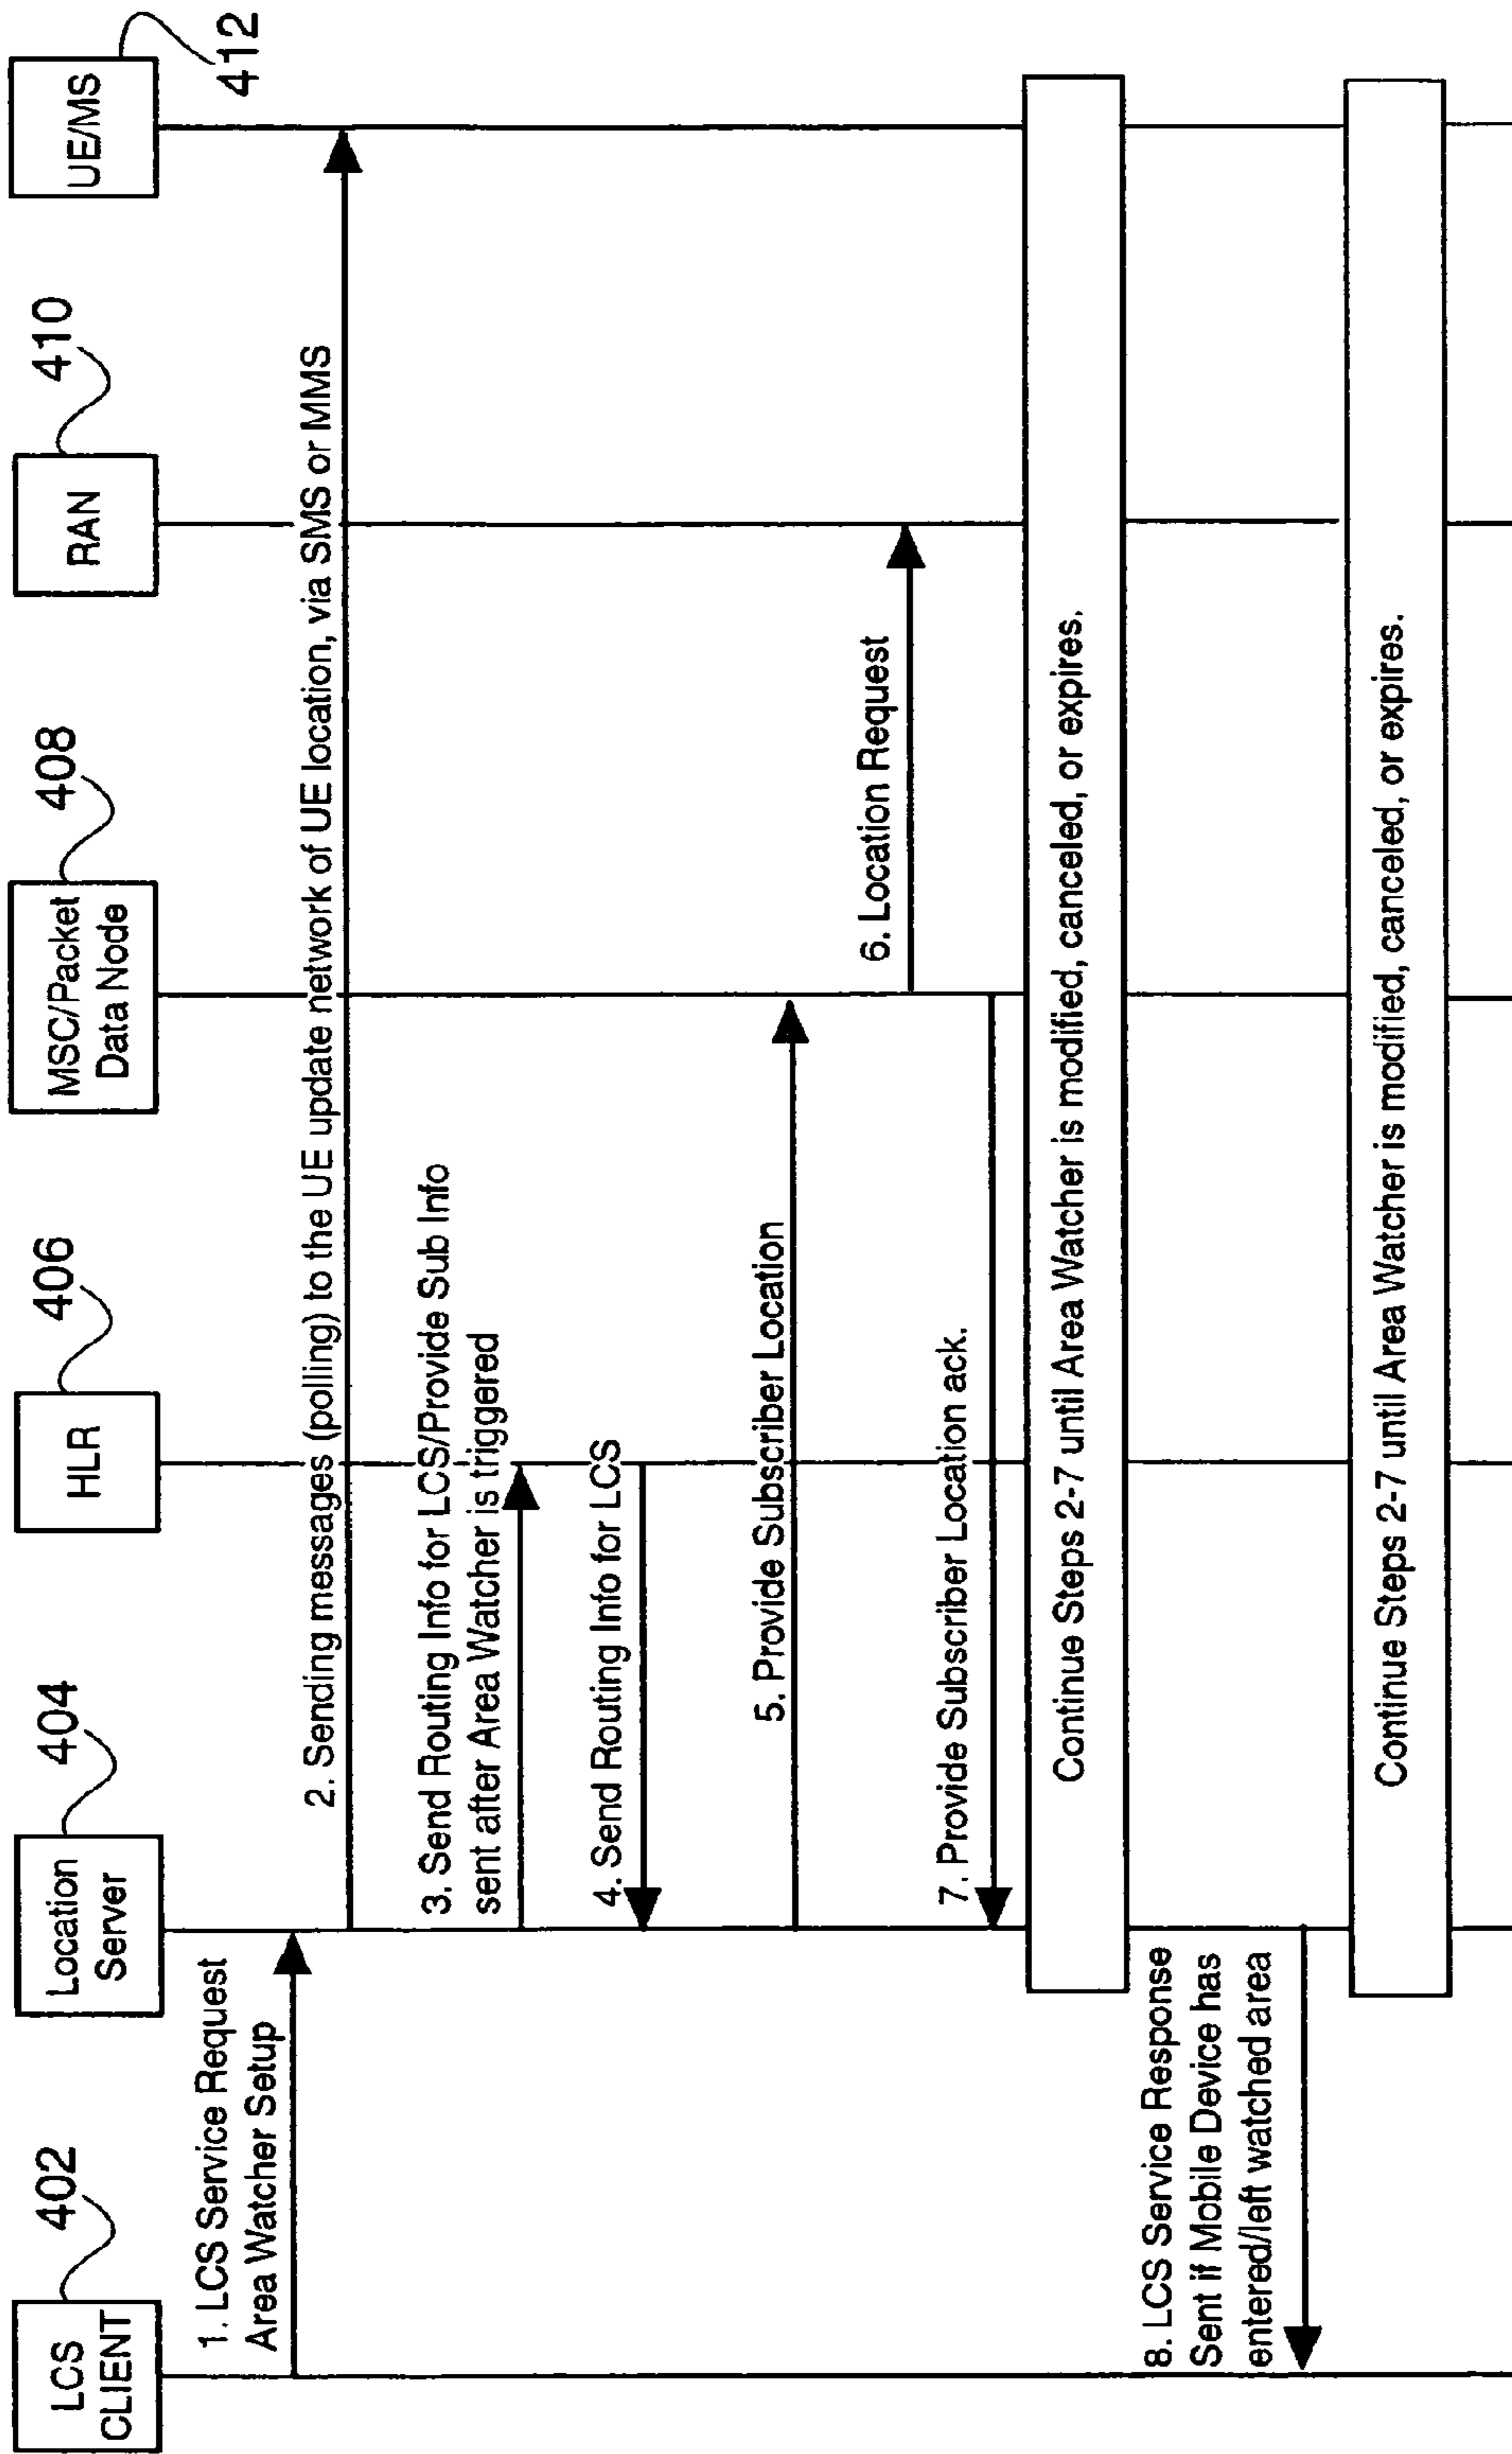 402
404
406
408
410
412
LCS
CLIENT
Location
Server
HLR
MSC/Packet
Data Node
RAN
UE/MS
1. LCS Service Request
Area Watcher Setup
2. Sending messages (polling) to the UE update network of UE location, via SMS or MMS
3. Send Routing Info for LCS/Provide Sub Info
sent after Area Watcher is triggered
4. Send Routing Info for LCS
5. Provide Subscriber Location
6. Location Request
7. Provide Subscriber Location ack.
Continue Steps 2-7 until Area Watcher is modified, canceled, or expires.
8. LCS Service Response
Sent if Mobile Device has
entered/left watched area
Continue Steps 2-7 until Area Watcher is modified, canceled, or expires.